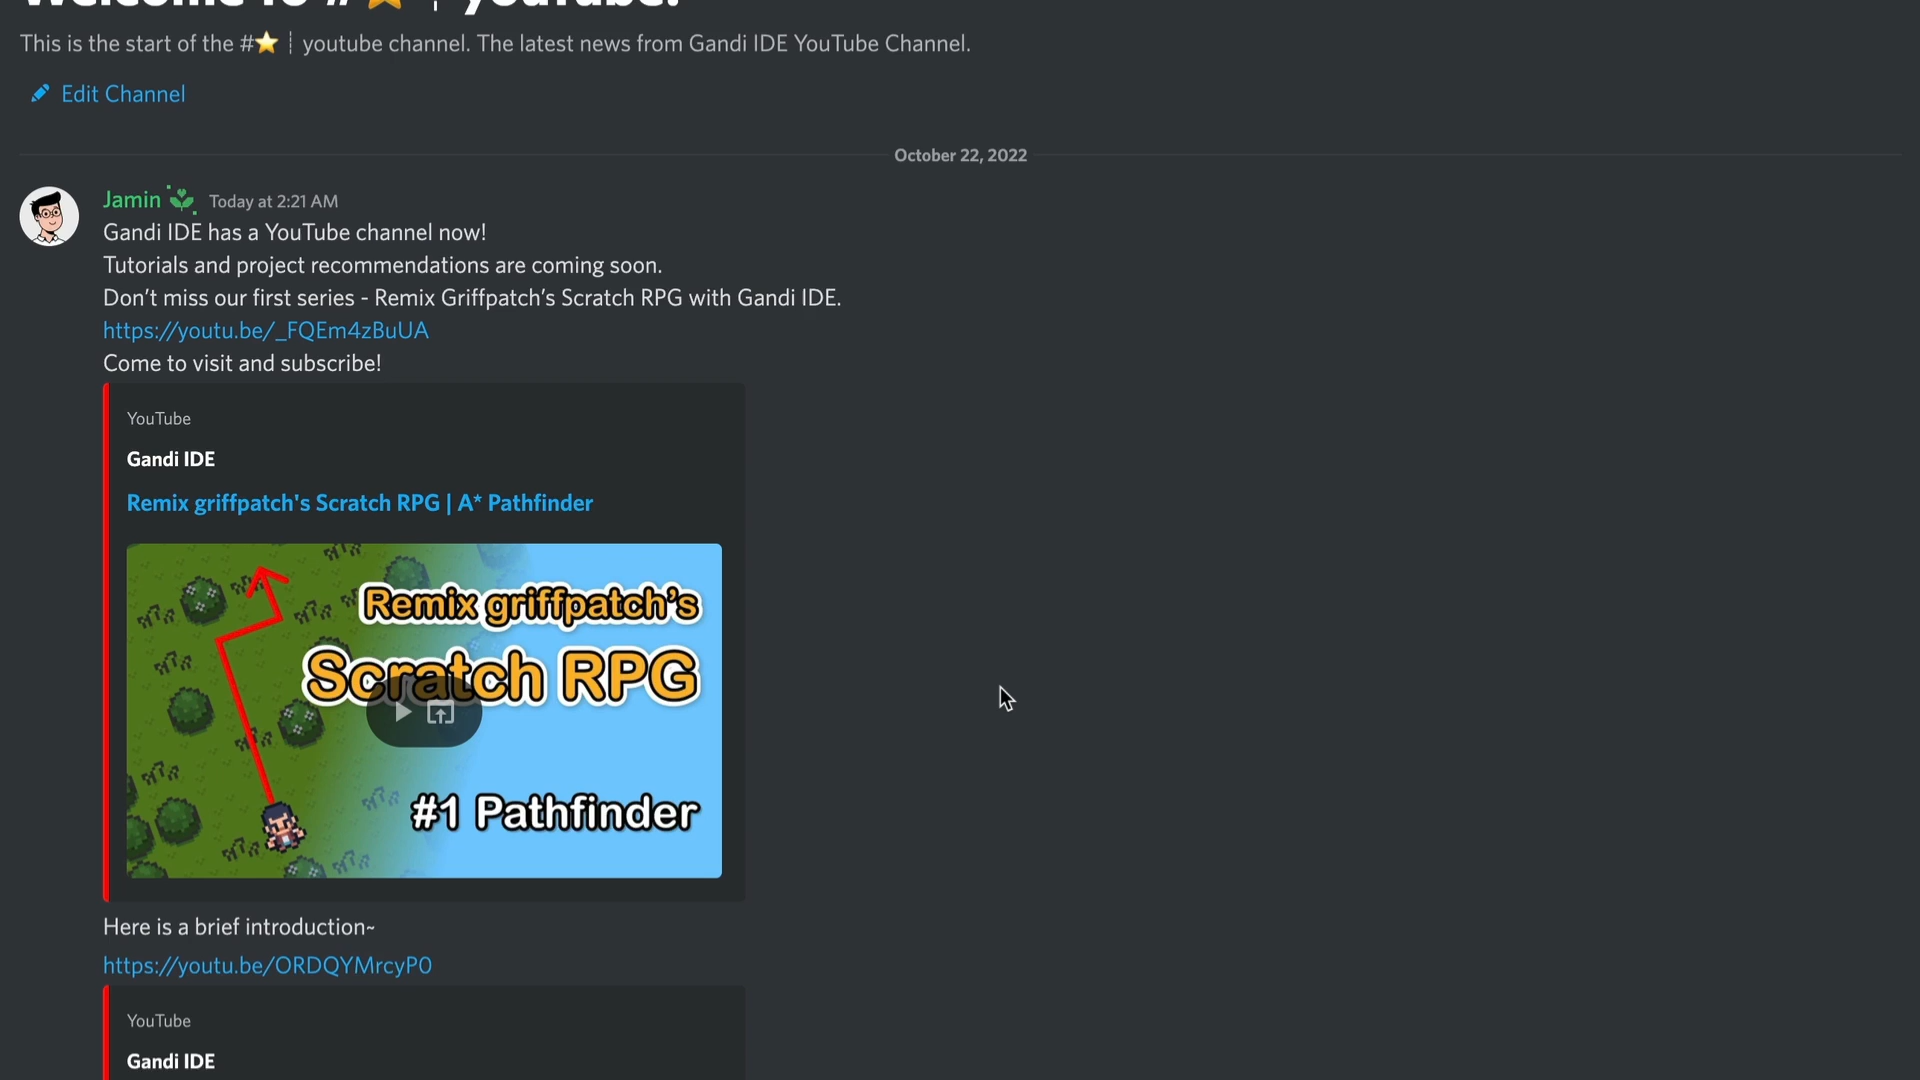 Welcome to #⭐┆youtube!
This is the start of the #⭐┆youtube channel. The latest news from Gandi IDE YouTube Channel.
Edit Channel
October 22, 2022
Jamin Today at 2:21 AM
Gandi IDE has a YouTube channel now!
Tutorials and project recommendations are coming soon.
Don’t miss our first series - Remix Griffpatch’s Scratch RPG with Gandi IDE.
https://youtu.be/_FQEm4zBuUA
Come to visit and subscribe!
YouTube
Gandi IDE
Remix griffpatch's Scratch RPG | A* Pathfinder
Remix griffpatch's
Scratch RPG
#1 Pathfinder
Here is a brief introduction~
https://youtu.be/ORDQYMrcyP0
YouTube
Gandi IDE